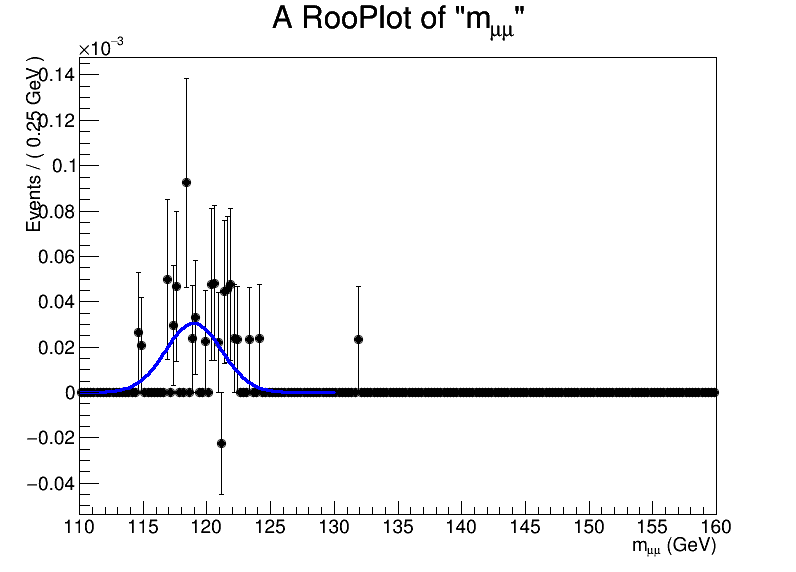 A RooPlot of "mμμ"
×10⁻³
Events / ( 0.25 GeV )
0.14
0.12
0.1
0.08
0.06
0.04
0.02
0
−0.02
−0.04
110 115 120 125 130 135 140 145 150 155 160
mμμ (GeV)